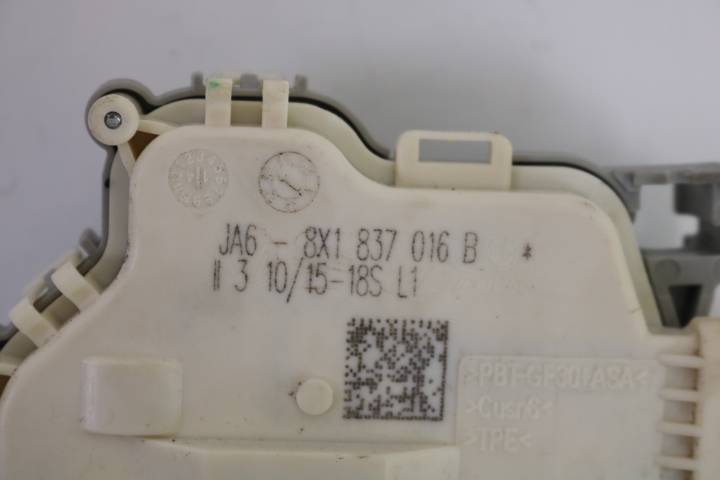 JA6 - 8X1 837 016 B *
II 3 10/15-18S L1
>PBT-GF30/ASA<
>CuSn6<
>TPE<